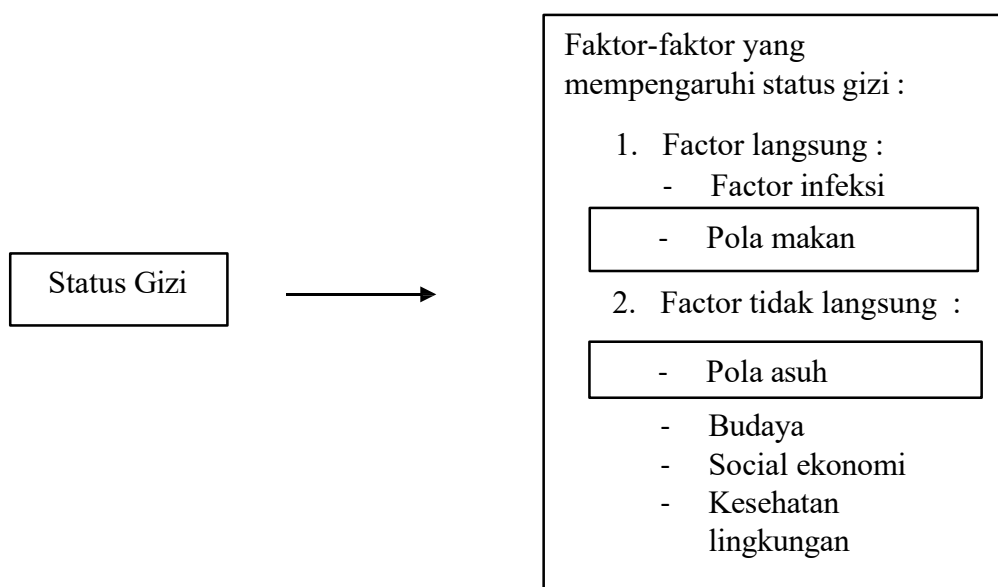 Faktor-faktor yang
mempengaruhi status gizi :
1. Factor langsung :
- Factor infeksi
- Pola makan
Status Gizi
2. Factor tidak langsung :
- Pola asuh
- Budaya
- Social ekonomi
- Kesehatan
lingkungan